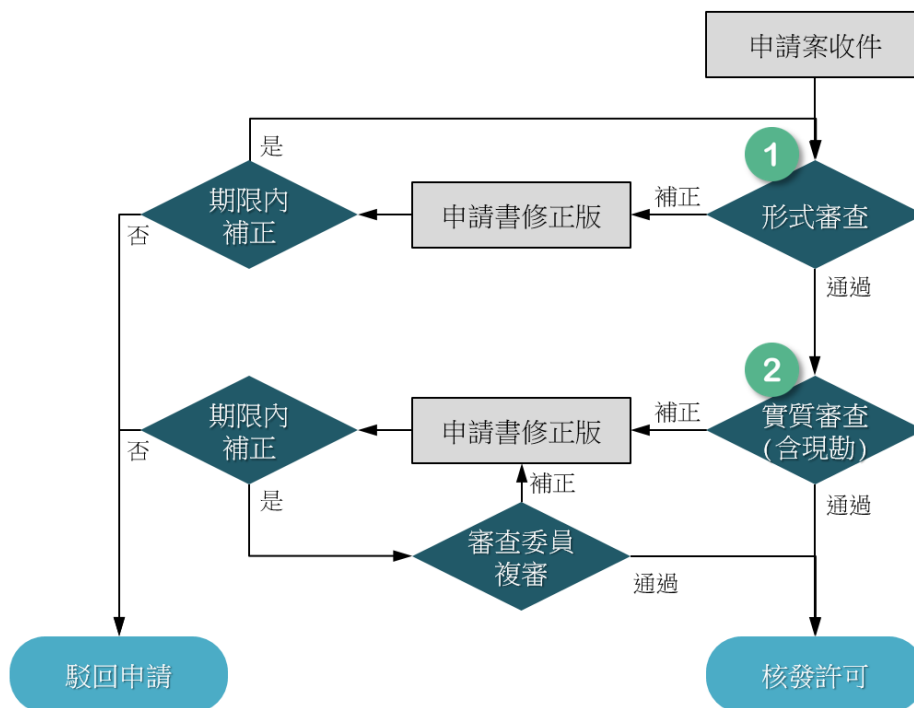 申請案收件
是
1
期限內
補正
申請書修正版
補正
形式審查
否
通過
2
期限內
補正
申請書修正版
補正
實質審查
(含現勘)
否
是
補正
通過
審查委員
複審
通過
駁回申請
核發許可